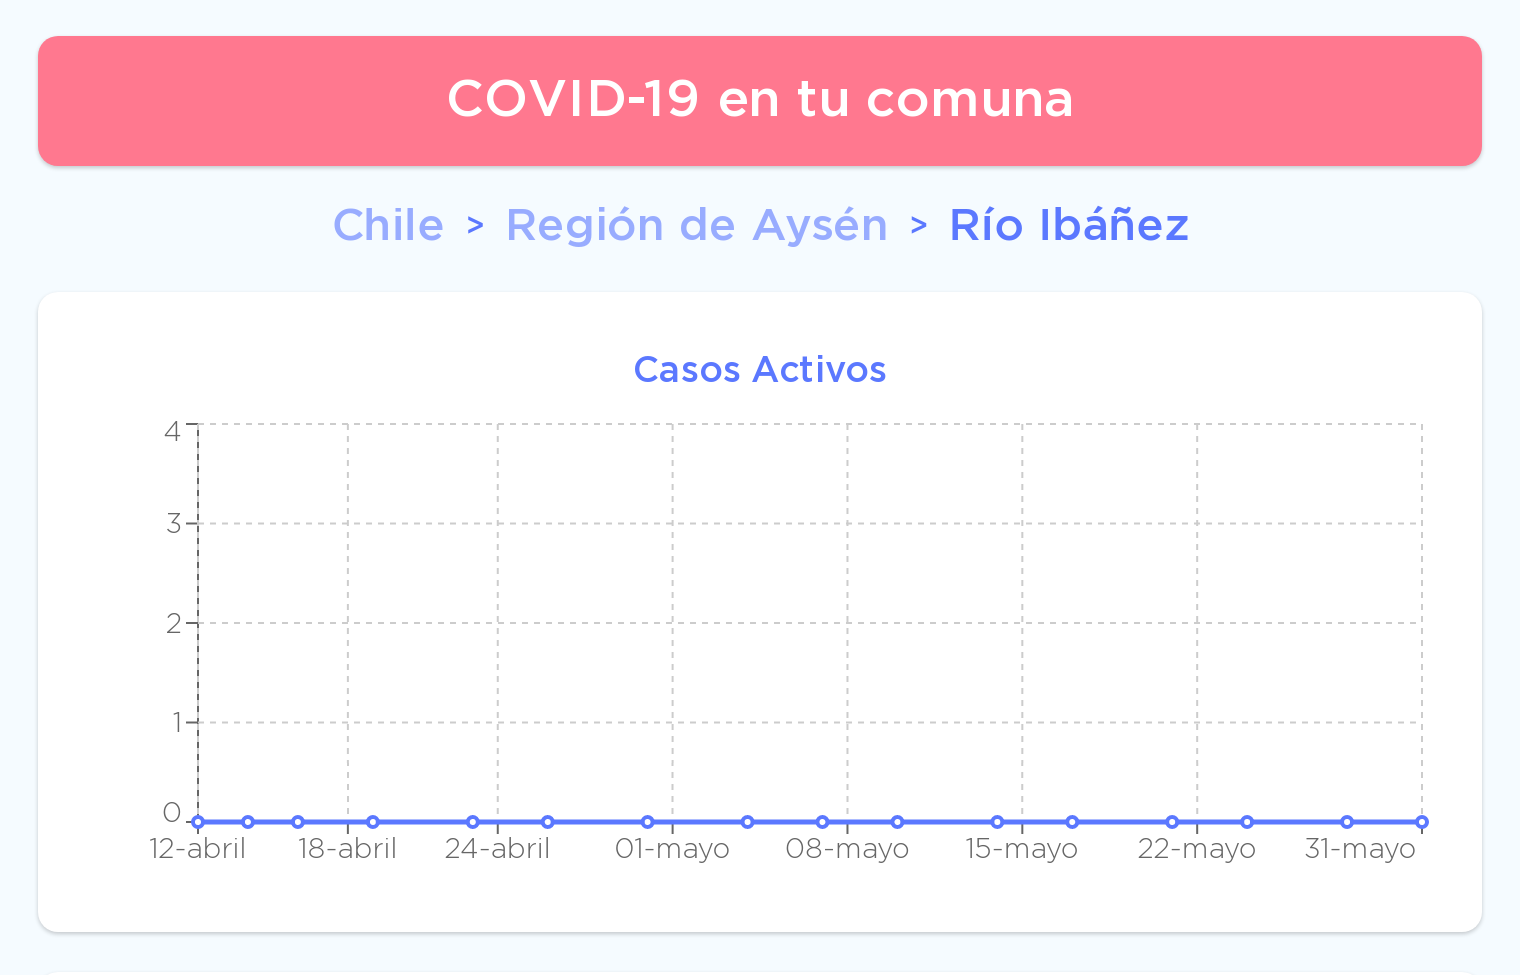 COVID-19 en tu comuna
Chile > Región de Aysén > Río Ibáñez
Casos Activos
4
3
2
1
0
12-abril 18-abril 24-abril 01-mayo 08-mayo 15-mayo 22-mayo 31-mayo